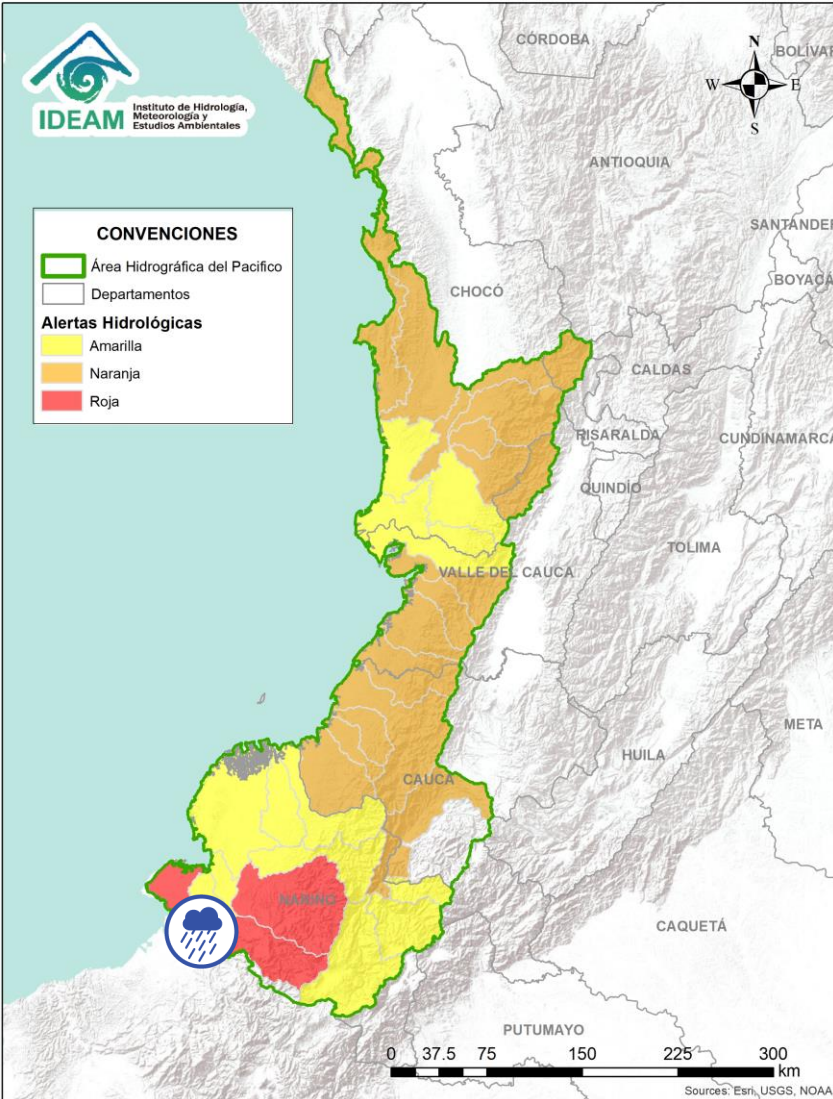 IDEAM
Instituto de Hidrología,
Meteorología y
Estudios Ambientales
N
W
E
S
CÓRDOBA
BOLÍVAR
ANTIOQUIA
SANTANDER
BOYACÁ
CHOCÓ
CALDAS
RISARALDA
CUNDINAMARCA
QUINDÍO
TOLIMA
VALLE DEL CAUCA
META
HUILA
CAUCA
NARIÑO
CAQUETÁ
PUTUMAYO
CONVENCIONES
Área Hidrográfica del Pacifico
Departamentos
Alertas Hidrológicas
Amarilla
Naranja
Roja
0 37.5 75 150 225 300
km
Sources: Esri, USGS, NOAA